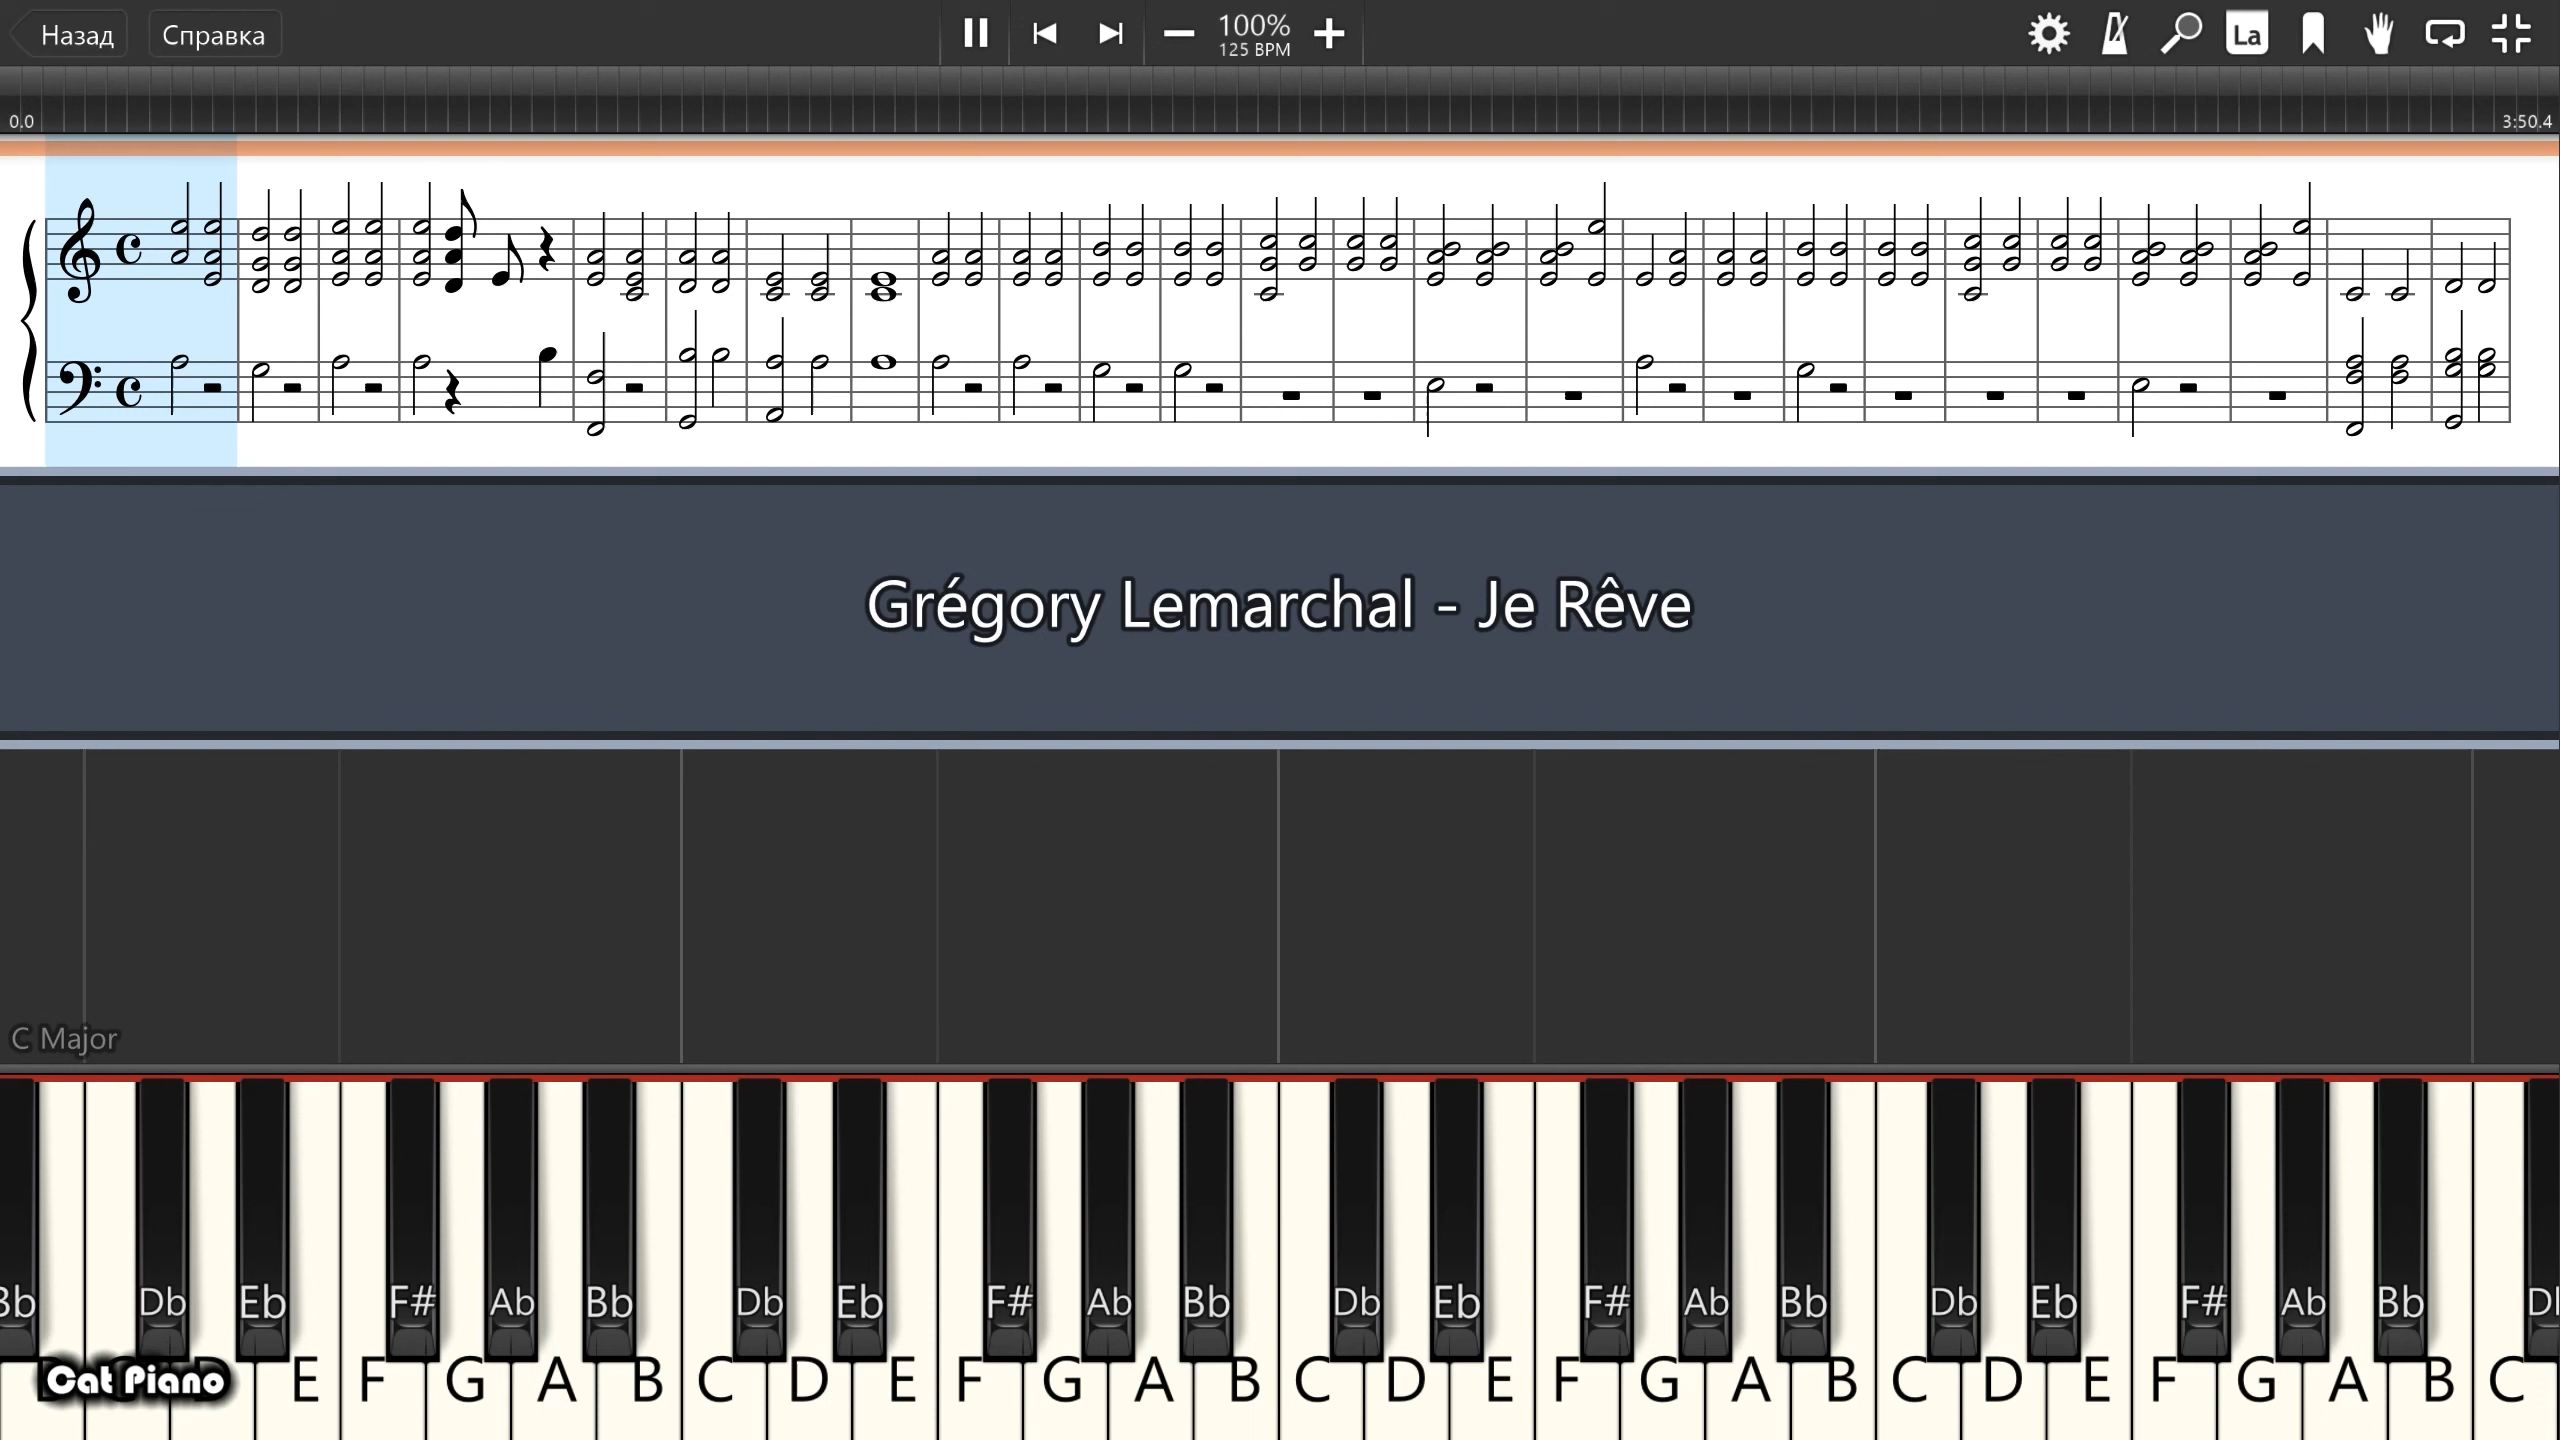 Назад Справка 100% La
125 BPM
0.0 3:50.4
Grégory Lemarchal - Je Rêve
C Major
Bb Db Eb F# Ab Bb Db Eb F# Ab Bb Db Eb F# Ab Bb Db Eb F# Ab Bb
Cat Piano E F G A B C D E F G A B C D E F G A B C D E F G A B C